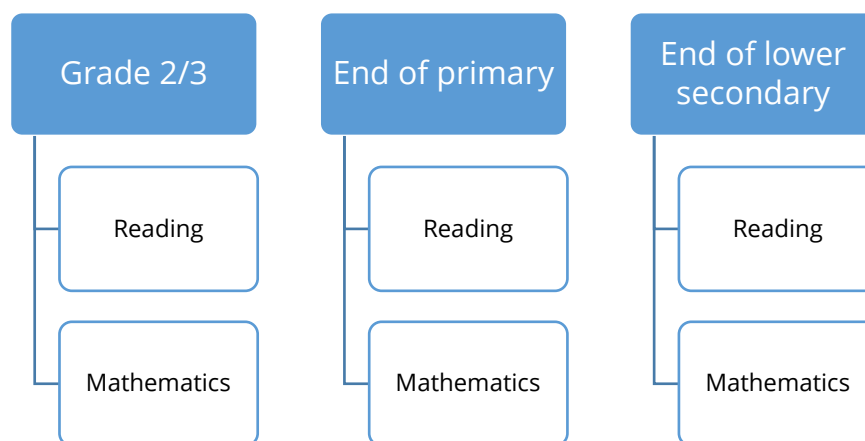 Grade 2/3
Reading
Mathematics
End of primary
Reading
Mathematics
End of lower
secondary
Reading
Mathematics